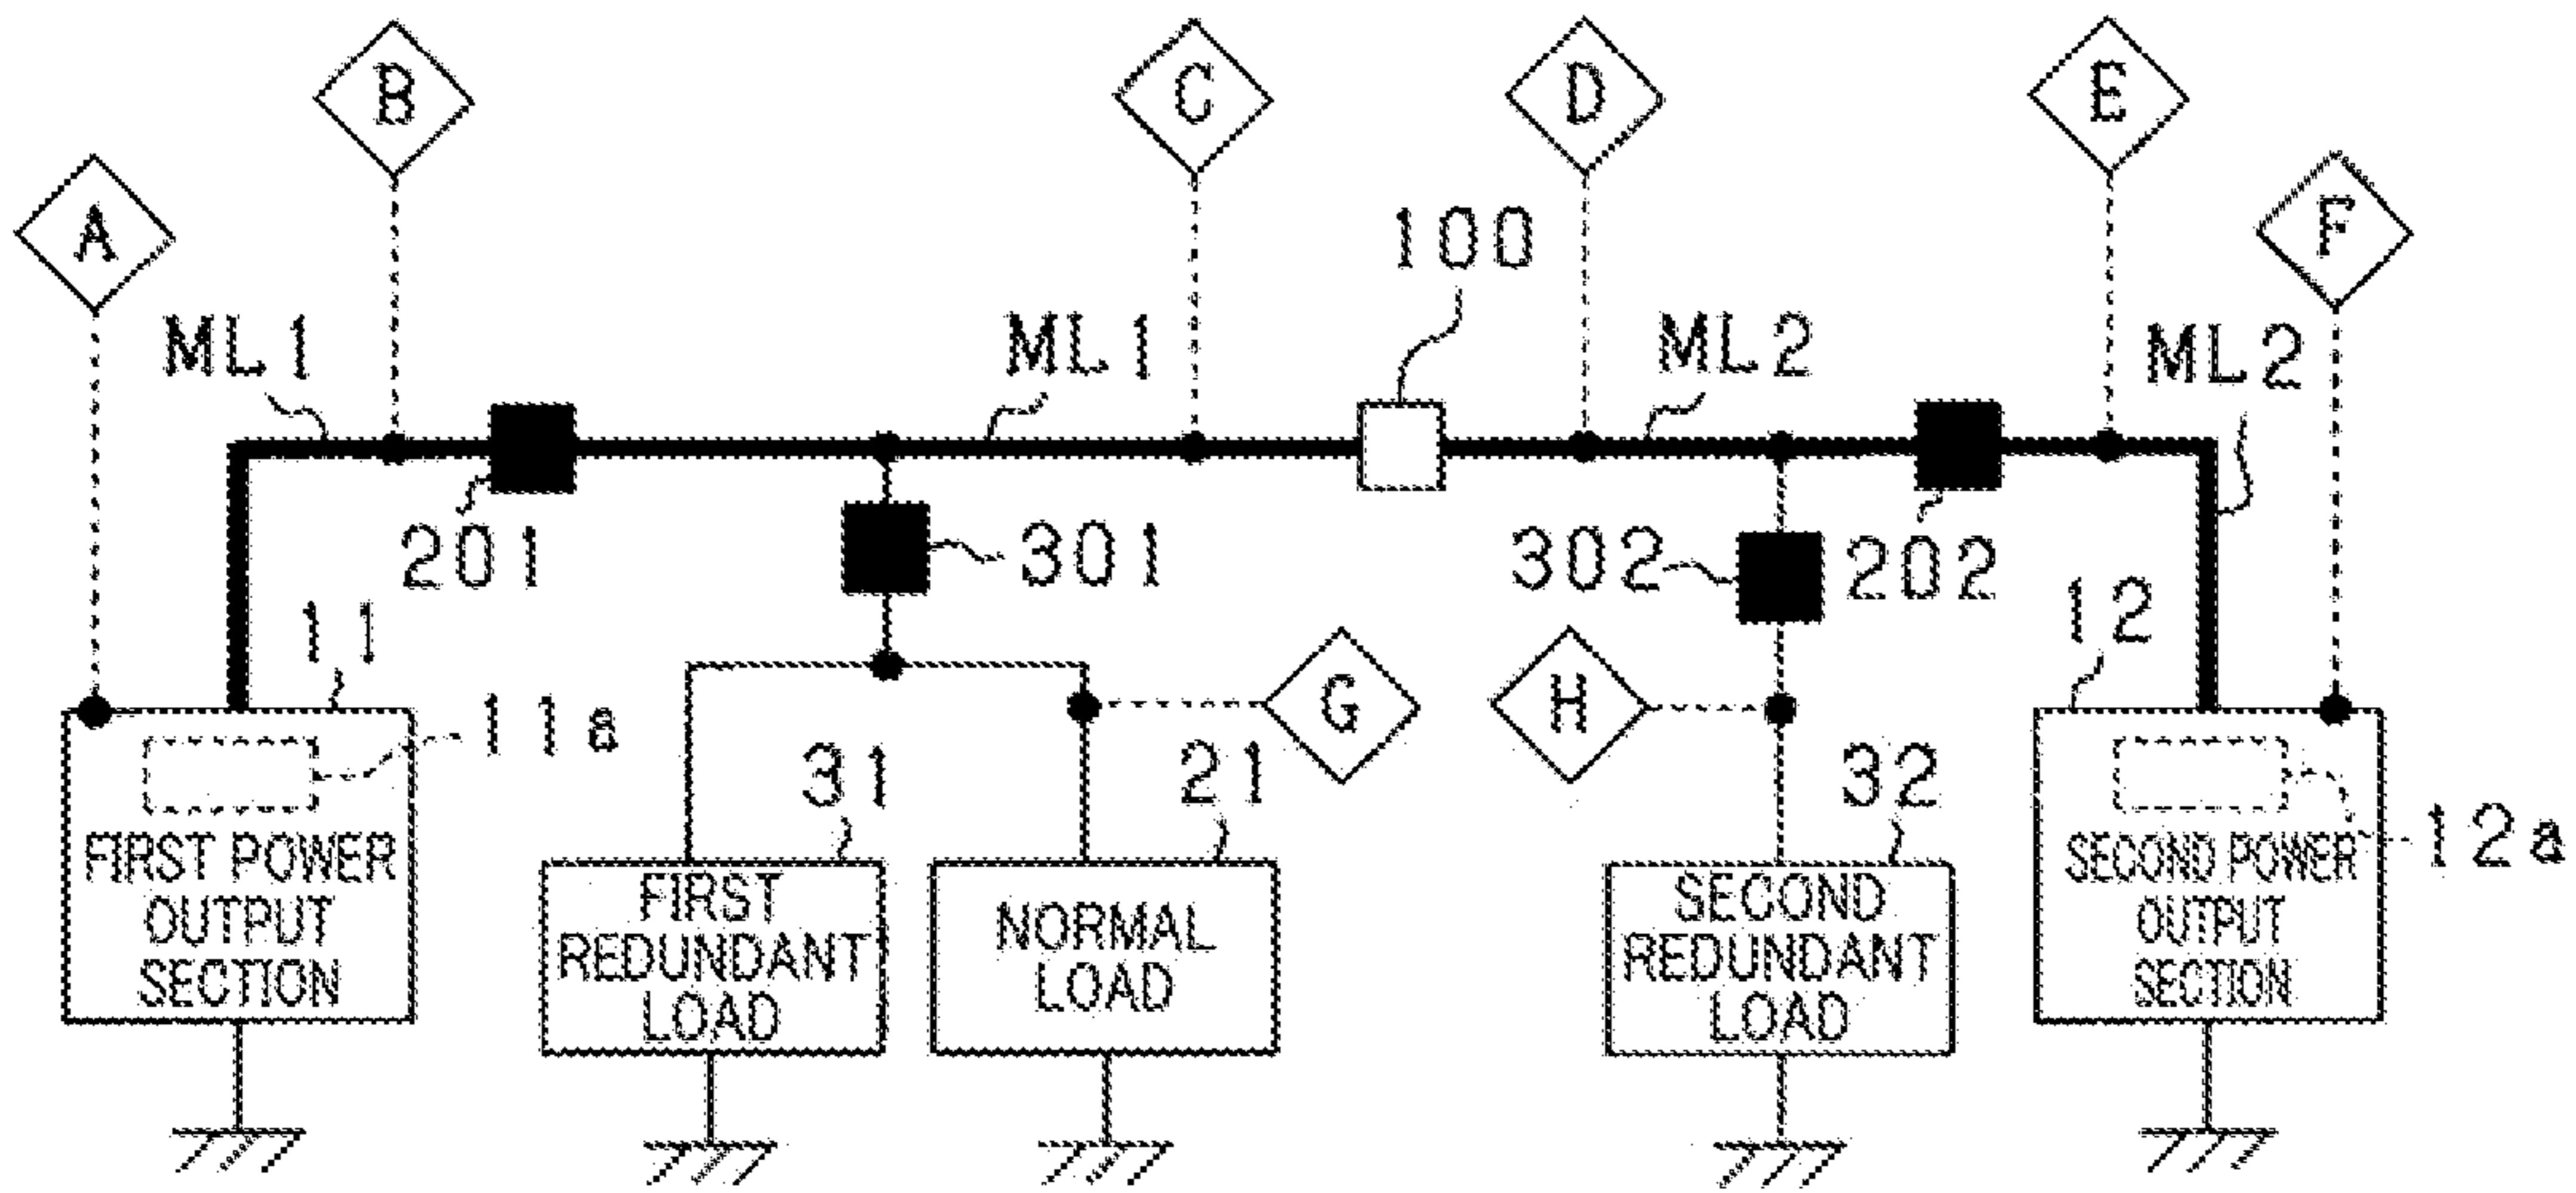 B
C
D
E
A
F
100
ML1
ML1
ML2
ML2
201
301
302
202
11
12
G
H
11a
31
21
32
12a
FIRST POWER
OUTPUT
SECTION
FIRST
REDUNDANT
LOAD
NORMAL
LOAD
SECOND
REDUNDANT
LOAD
SECOND POWER
OUTPUT
SECTION